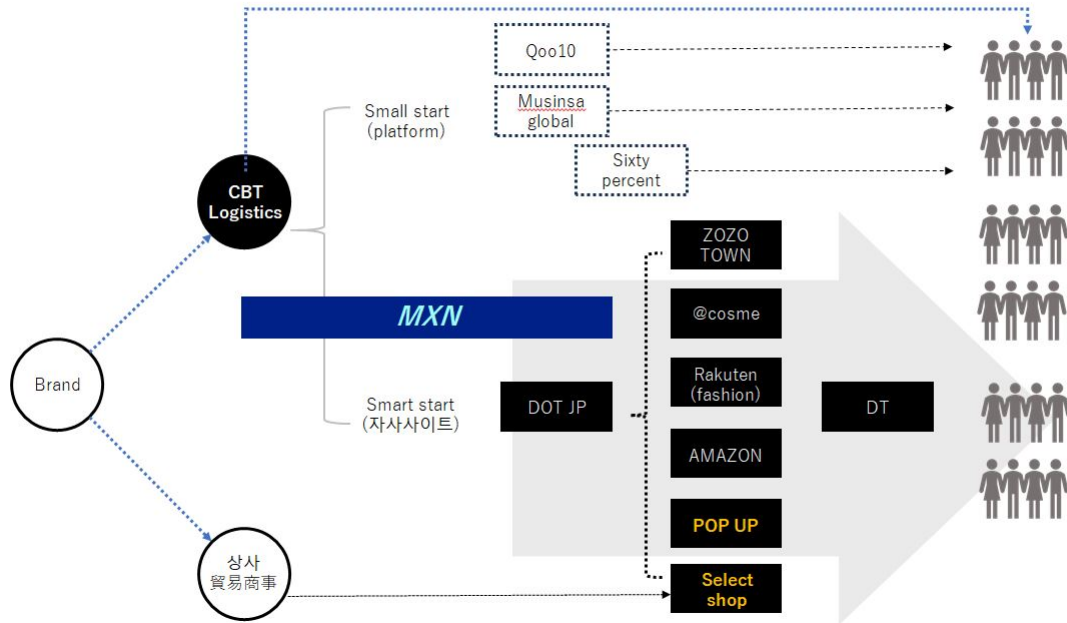 Qoo10
Musinsa
global
Small start
(platform)
Sixty
percent
CBT
Logistics
ZOZO
TOWN
MXN
@cosme
Brand
Smart start
(자사사이트)
DOT JP
Rakuten
(fashion)
DT
AMAZON
POP UP
상사
貿易商事
Select
shop